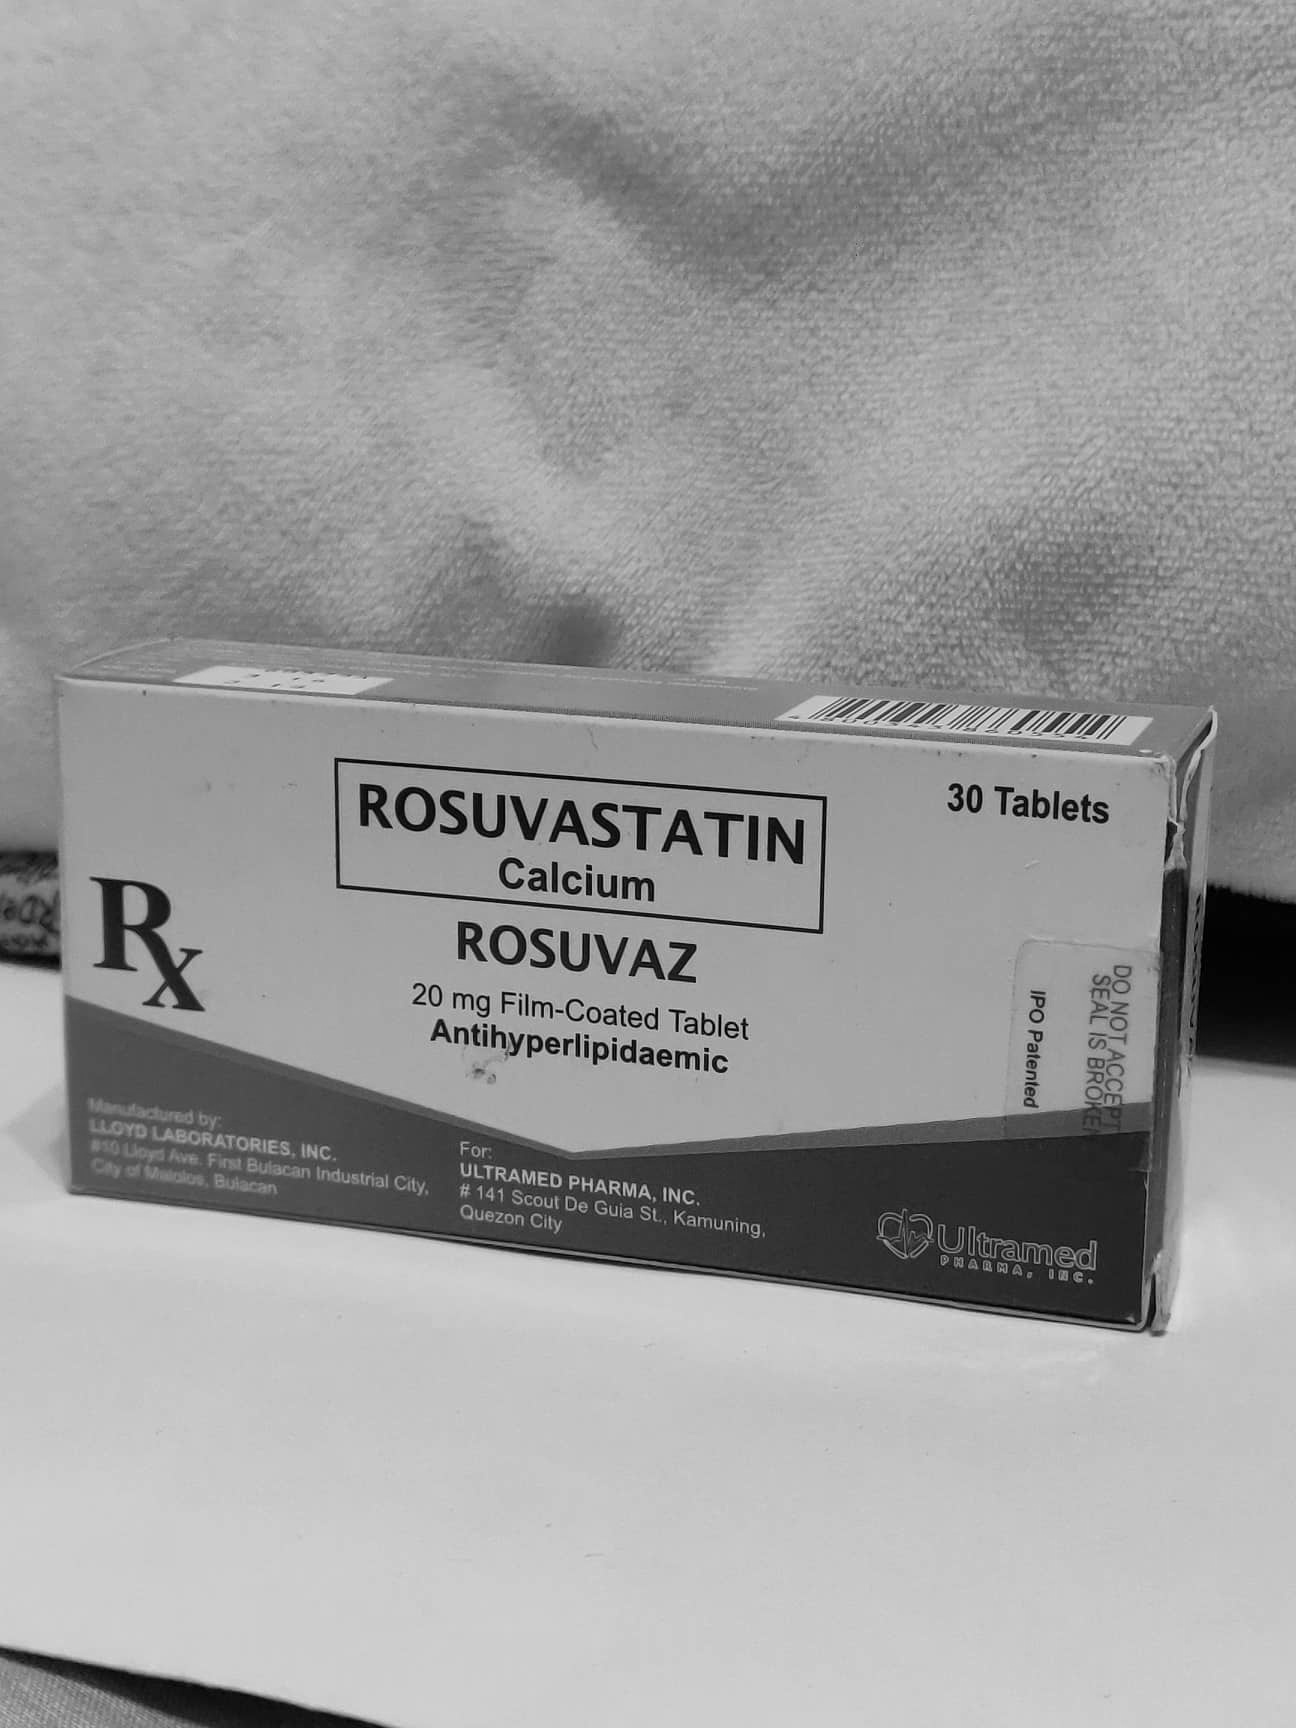 30 Tablets
ROSUVASTATIN
Calcium
Rx
ROSUVAZ
20 mg Film-Coated Tablet
Antihyperlipidaemic
IPO Patented
DO NOT ACCEPT
SEAL IS BROKE
Manufactured by:
LLOYD LABORATORIES, INC.
#10 Lloyd Ave. First Bulacan Industrial City,
City of Malolos, Bulacan
For:
ULTRAMED PHARMA, INC.
# 141 Scout De Guia St., Kamuning,
Quezon City
Ultramed
PHARMA, INC.